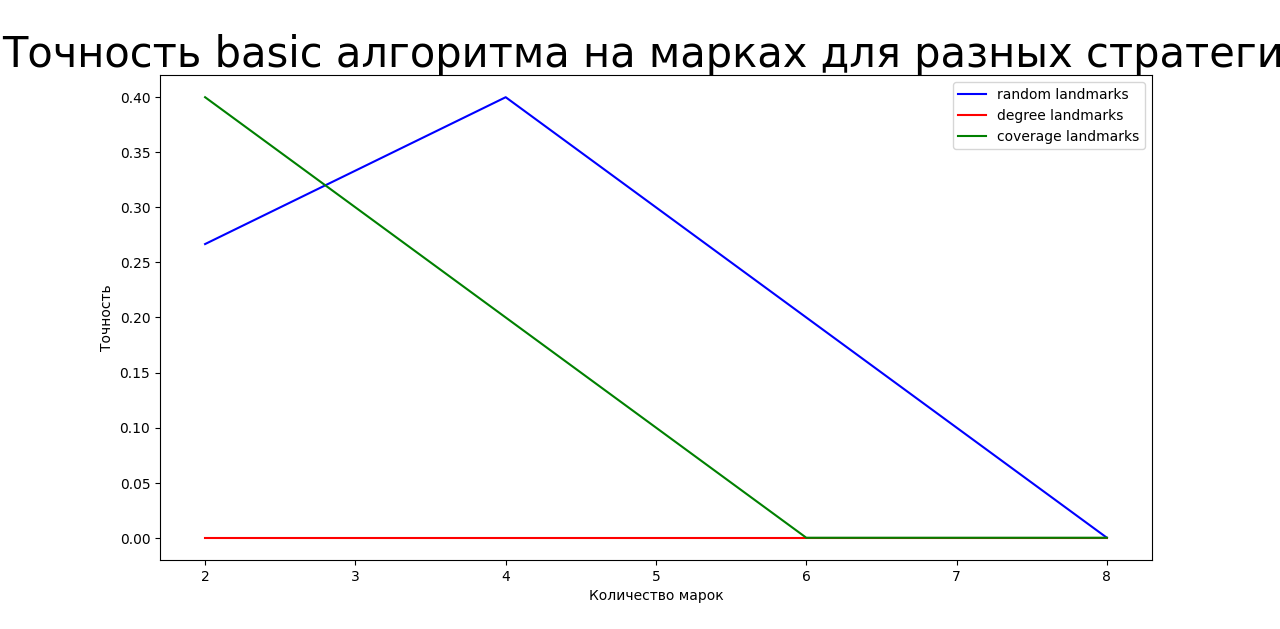 Точность basic алгоритма на марках для разных стратеги
random landmarks
degree landmarks
coverage landmarks
0.40
0.35
0.30
0.25
0.20
0.15
0.10
0.05
0.00
Точность
2 3 4 5 6 7 8
Количество марок